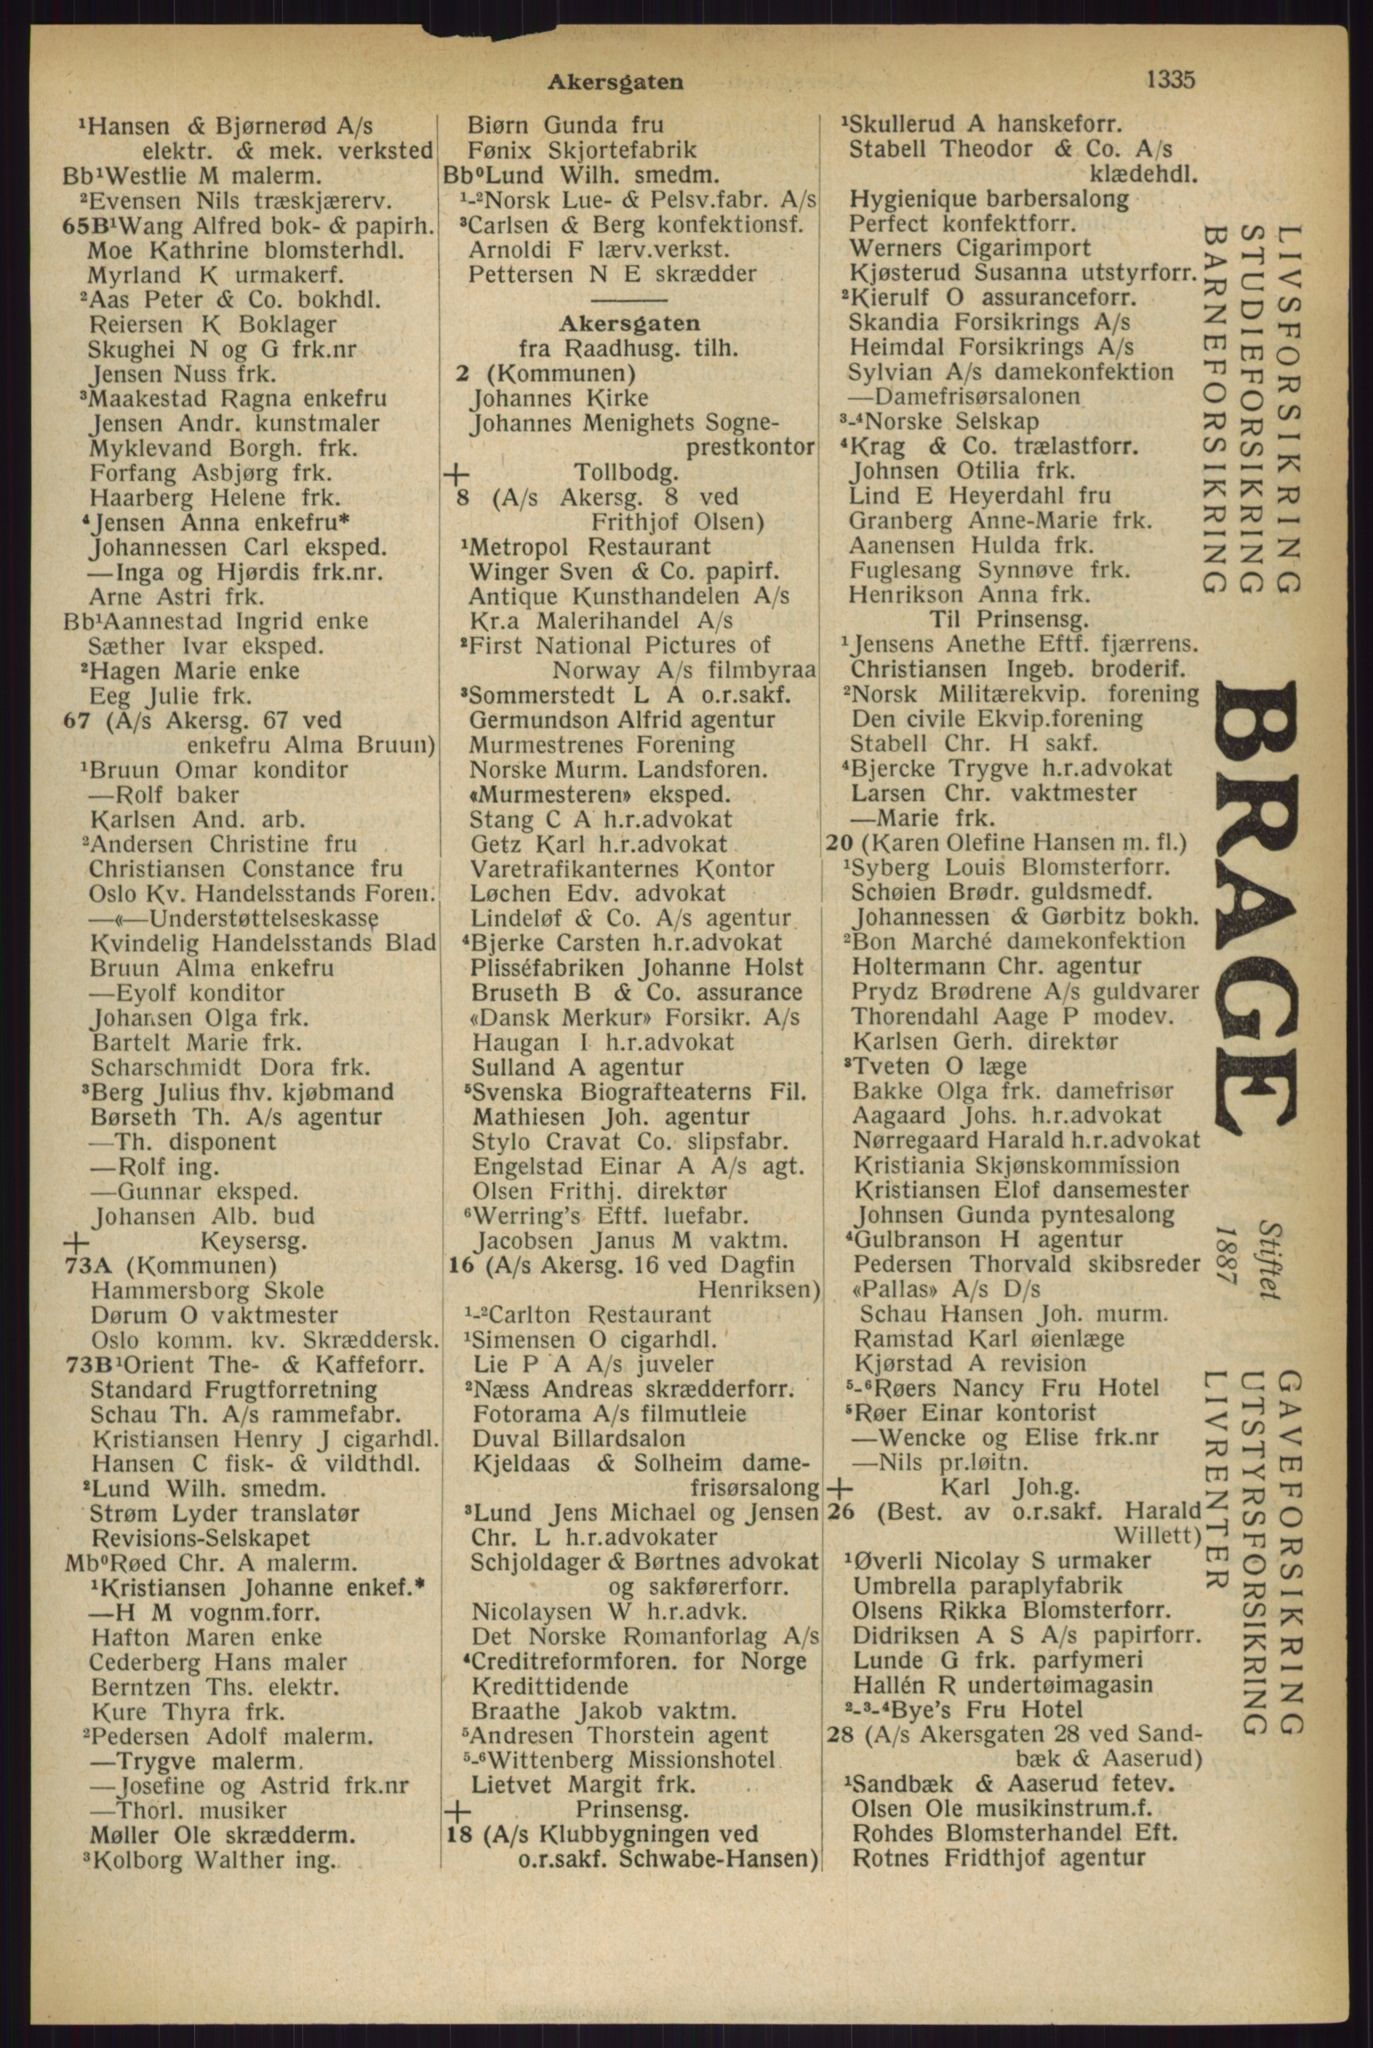 Akersgaten
1335
¹Hansen & Bjørnerød A/s
elektr. & mek. verksted
Bb¹Westlie M malerm.
²Evensen Nils træskjærerv.
65B¹Wang Alfred bok- & papirh.
Moe Kathrine blomsterhdl.
Myrland K urmakerf.
²Aas Peter & Co. bokhdl.
Reiersen K Boklager
Skughei N og G frk.nr
Jensen Nuss frk.
³Maakestad Ragna enkefru
Jensen Andr. kunstmaler
Myklevand Borgh. frk.
Forfang Asbjørg frk.
Haarberg Helene frk.
⁴Jensen Anna enkefru*
Johannessen Carl eksped.
—Inga og Hjørdis frk.nr.
Arne Astri frk.
Bb¹Aannestad Ingrid enke
Sæther Ivar eksped.
²Hagen Marie enke
Eeg Julie frk.
67 (A/s Akersg. 67 ved
enkefru Alma Bruun)
¹Bruun Omar konditor
—Rolf baker
Karlsen And. arb.
²Andersen Christine fru
Christiansen Constance fru
Oslo Kv. Handelsstands Foren.
—«—Understøttelseskasse
Kvindelig Handelsstands Blad
Bruun Alma enkefru
—Eyolf konditor
Johansen Olga frk.
Bartelt Marie frk.
Scharschmidt Dora frk.
³Berg Julius fhv. kjøbmand
Børseth Th. A/s agentur
—Th. disponent
—Rolf ing.
—Gunnar eksped.
Johansen Alb. bud
+ Keysersg.
73A (Kommunen)
Hammersborg Skole
Dørum O vaktmester
Oslo komm. kv. Skræddersk.
73B¹Orient The- & Kaffeforr.
Standard Frugtforretning
Schau Th. A/s rammefabr.
Kristiansen Henry J cigarhdl.
Hansen C fisk- & vildthdl.
²Lund Wilh. smedm.
Strøm Lyder translatør
Revisions-Selskapet
Mb⁰Røed Chr. A malerm.
¹Kristiansen Johanne enkef.*
—H M vognm.forr.
Hafton Maren enke
Cederberg Hans maler
Berntzen Ths. elektr.
Kure Thyra frk.
²Pedersen Adolf malerm.
—Trygve malerm.
—Josefine og Astrid frk.nr
—Thorl. musiker
Møller Ole skrædderm.
³Kolborg Walther ing.
Biørn Gunda fru
Fønix Skjortefabrik
Bb⁰Lund Wilh. smedm.
¹-²Norsk Lue- & Pelsv.fabr. A/s
³Carlsen & Berg konfektionsf.
Arnoldi F lærv.verkst.
Pettersen N E skrædder
Akersgaten
fra Raadhusg. tilh.
2 (Kommunen)
Johannes Kirke
Johannes Menighets Sogne-
prestkontor
+ Tollbodg.
8 (A/s Akersg. 8 ved
Frithjof Olsen)
¹Metropol Restaurant
Winger Sven & Co. papirf.
Antique Kunsthandelen A/s
Kr.a Malerihandel A/s
²First National Pictures of
Norway A/s filmbyraa
³Sommerstedt L A o.r.sakf.
Germundson Alfrid agentur
Murmestrenes Forening
Norske Murm. Landsforen.
«Murmesteren» eksped.
Stang C A h.r.advokat
Getz Karl h.r.advokat
Varetrafikanternes Kontor
Løchen Edv. advokat
Lindeløf & Co. A/s agentur
⁴Bjerke Carsten h.r.advokat
Plisséfabriken Johanne Holst
Bruseth B & Co. assurance
«Dansk Merkur» Forsikr. A/s
Haugan I h.r.advokat
Sulland A agentur
⁵Svenska Biografteaterns Fil.
Mathiesen Joh. agentur
Stylo Cravat Co. slipsfabr.
Engelstad Einar A A/s agt.
Olsen Frithj. direktør
⁶Werring's Eftf. luefabr.
Jacobsen Janus M vaktm.
16 (A/s Akersg. 16 ved Dagfin
Henriksen)
¹-²Carlton Restaurant
¹Simensen O cigarhdl.
Lie P A A/s juveler
²Næss Andreas skrædderforr.
Fotorama A/s filmutleie
Duval Billardsalon
Kjeldaas & Solheim dame-
frisørsalong
³Lund Jens Michael og Jensen
Chr. L h.r.advokater
Schjoldager & Børtnes advokat
og sakførerforr.
Nicolaysen W h.r.advk.
Det Norske Romanforlag A/s
⁴Creditreformforen. for Norge
Kredittidende
Braathe Jakob vaktm.
⁵Andresen Thorstein agent
⁵-⁶Wittenberg Missionshotel
Lietvet Margit frk.
+ Prinsensg.
18 (A/s Klubbygningen ved
o.r.sakf. Schwabe-Hansen)
¹Skullerud A hanskeforr.
Stabell Theodor & Co. A/s
klædehdl.
Hygienique barbersalong
Perfect konfektforr.
Werners Cigarimport
Kjøsterud Susanna utstyrforr.
²Kierulf O assuranceforr.
Skandia Forsikrings A/s
Heimdal Forsikrings A/s
Sylvian A/s damekonfektion
—Damefrisørsalonen
³-⁴Norske Selskap
⁴Krag & Co. trælastforr.
Johnsen Otilia frk.
Lind E Heyerdahl fru
Granberg Anne-Marie frk.
Aanensen Hulda frk.
Fuglesang Synnøve frk.
Henrikson Anna frk.
Til Prinsensg.
¹Jensens Anethe Eftf. fjærrens.
Christiansen Ingeb. broderif.
²Norsk Militærekvip. forening
Den civile Ekvip.forening
Stabell Chr. H sakf.
⁴Bjercke Trygve h.r.advokat
Larsen Chr. vaktmester
—Marie frk.
20 (Karen Olefine Hansen m. fl.)
¹Syberg Louis Blomsterforr.
Schøien Brødr. guldsmedf.
Johannessen & Gørbitz bokh.
²Bon Marché damekonfektion
Holtermann Chr. agentur
Prydz Brødrene A/s guldvarer
Thorendahl Aage P modev.
Karlsen Gerh. direktør
³Tveten O læge
Bakke Olga frk. damefrisør
Aagaard Johs. h.r.advokat
Nørregaard Harald h.r.advokat
Kristiania Skjønskommission
Kristiansen Elof dansemester
Johnsen Gunda pyntesalong
⁴Gulbranson H agentur
Pedersen Thorvald skibsreder
«Pallas» A/s D/s
Schau Hansen Joh. murm.
Ramstad Karl øienlæge
Kjørstad A revision
⁵-⁶Røers Nancy Fru Hotel
⁵Røer Einar kontorist
—Wencke og Elise frk.nr
—Nils pr.løitn.
+ Karl Joh.g.
26 (Best. av o.r.sakf. Harald
Willett)
¹Øverli Nicolay S urmaker
Umbrella paraplyfabrik
Olsens Rikka Blomsterforr.
Didriksen A S A/s papirforr.
Lunde G frk. parfymeri
Hallén R undertøimagasin
²-³-⁴Bye's Fru Hotel
28 (A/s Akersgaten 28 ved Sand-
bæk & Aaserud)
¹Sandbæk & Aaserud fetev.
Olsen Ole musikinstrum.f.
Rohdes Blomsterhandel Eft.
Rotnes Fridthjof agentur
LIVSFORSIKRING
STUDIEFORSIKRING
BARNEFORSIKRING
BRAGE
Stiftet
1887
GAVEFORSIKRING
UTSTYRSFORSIKRING
LIVRENTER